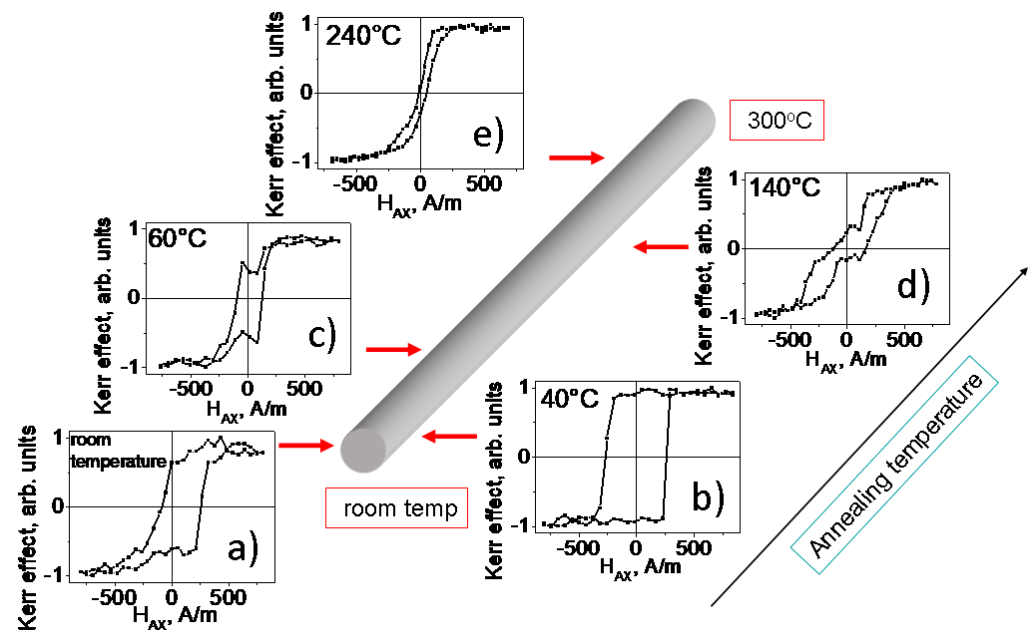 240°C
Kerr effect, arb. units
1
0
-1
e)
-500 0 500
H_AX, A/m
300°C
60°C
Kerr effect, arb. units
1
0
-1
c)
-500 0 500
H_AX, A/m
140°C
Kerr effect, arb. units
1
0
-1
d)
-500 0 500
H_AX, A/m
room
temperature
Kerr effect, arb. units
1
0
-1
a)
-500 0 500
H_AX, A/m
room temp
40°C
Kerr effect, arb. units
1
0
-1
b)
-500 0 500
H_AX, A/m
Annealing temperature